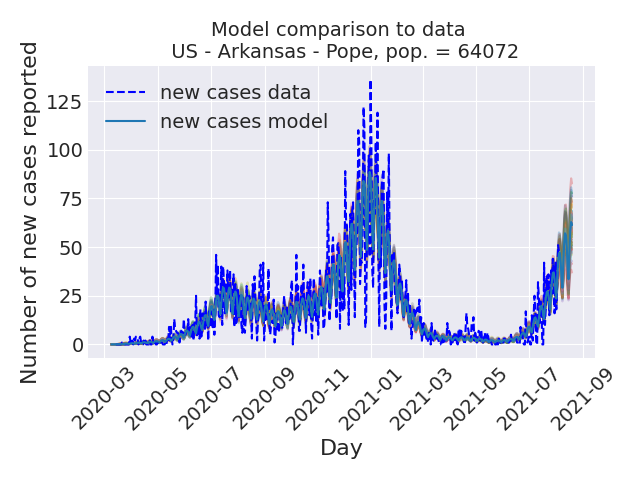 Model comparison to data
US - Arkansas - Pope, pop. = 64072
new cases data
new cases model
Number of new cases reported
125
100
75
50
25
0
2020-03
2020-05
2020-07
2020-09
2020-11
2021-01
2021-03
2021-05
2021-07
2021-09
Day